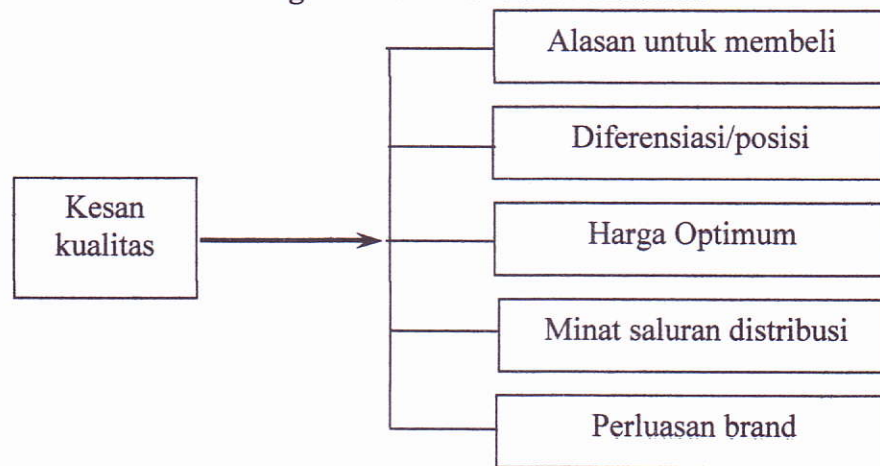 Alasan untuk membeli
Diferensiasi/posisi
Kesan
kualitas
Harga Optimum
Minat saluran distribusi
Perluasan brand